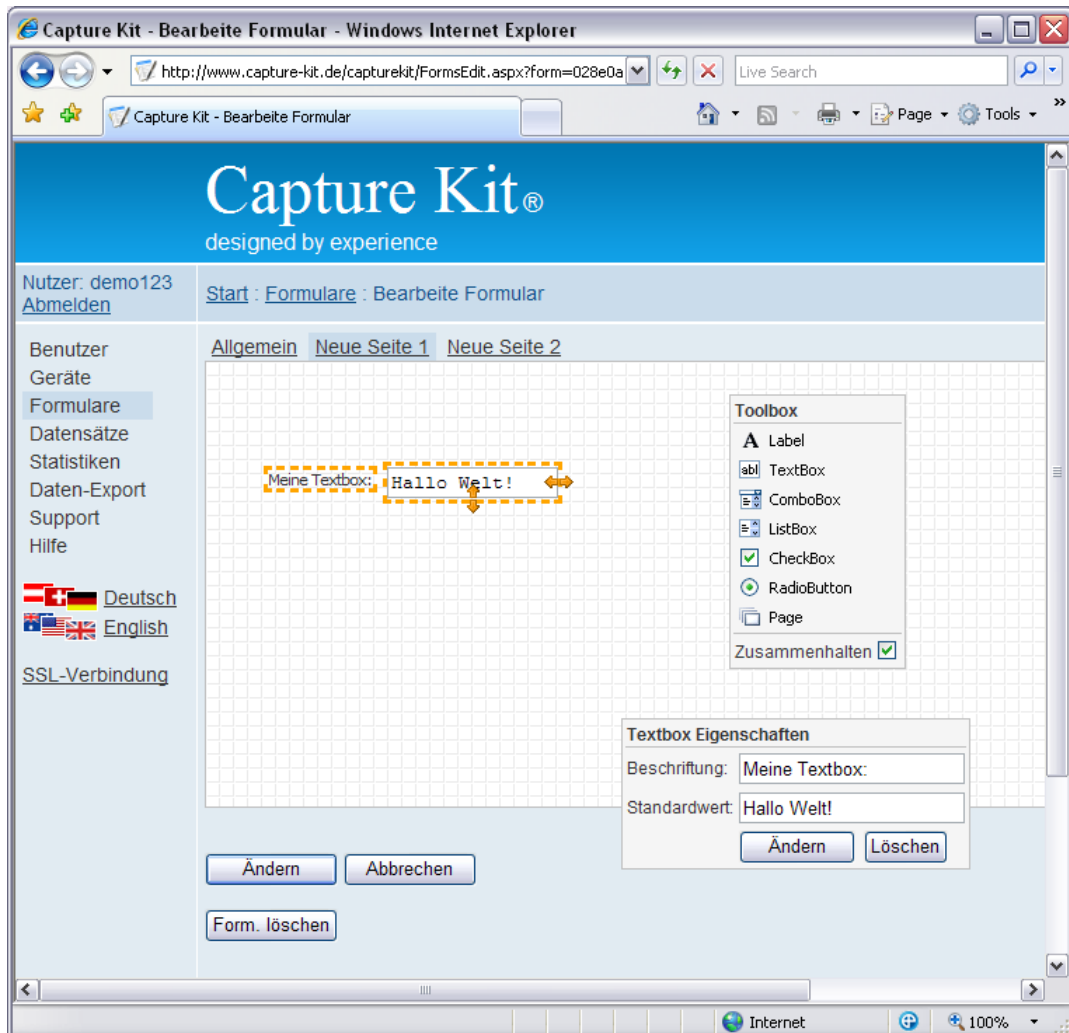 Capture Kit - Bearbeite Formular - Windows Internet Explorer
http://www.capture-kit.de/capturekit/FormsEdit.aspx?form=028e0a
Live Search
Capture Kit - Bearbeite Formular
Page
Tools
»
Capture Kit®
designed by experience
Nutzer: demo123
Abmelden
Start : Formulare : Bearbeite Formular
Benutzer
Geräte
Formulare
Datensätze
Statistiken
Daten-Export
Support
Hilfe
Deutsch
English
SSL-Verbindung
Allgemein Neue Seite 1 Neue Seite 2
Meine Textbox: Hallo Welt!
Toolbox
A Label
abl TextBox
ComboBox
ListBox
CheckBox
RadioButton
Page
Zusammenhalten
Textbox Eigenschaften
Beschriftung: Meine Textbox:
Standardwert: Hallo Welt!
Ändern Löschen
Ändern Abbrechen
Form. löschen
Internet 100%